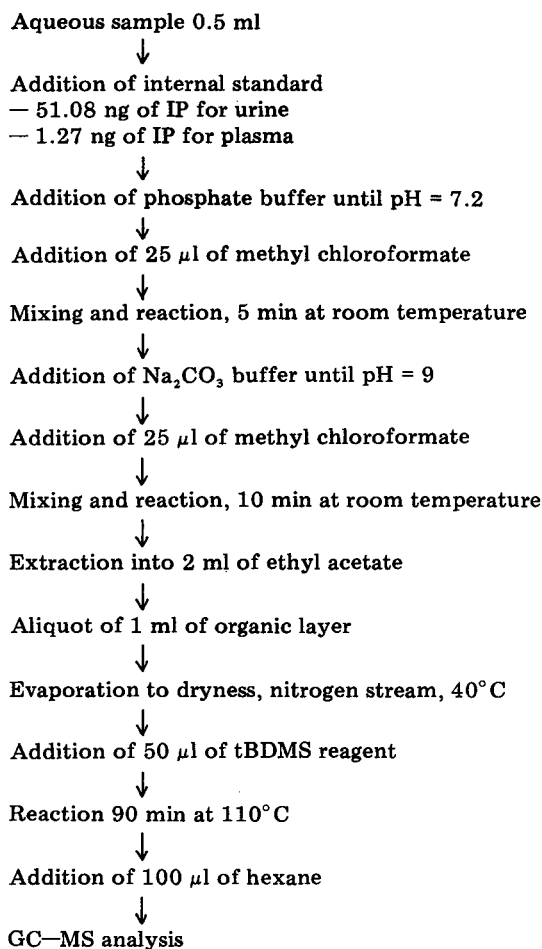 Aqueous sample 0.5 ml
↓
Addition of internal standard
— 51.08 ng of IP for urine
— 1.27 ng of IP for plasma
↓
Addition of phosphate buffer until pH = 7.2
↓
Addition of 25 μl of methyl chloroformate
↓
Mixing and reaction, 5 min at room temperature
↓
Addition of Na₂CO₃ buffer until pH = 9
↓
Addition of 25 μl of methyl chloroformate
↓
Mixing and reaction, 10 min at room temperature
↓
Extraction into 2 ml of ethyl acetate
↓
Aliquot of 1 ml of organic layer
↓
Evaporation to dryness, nitrogen stream, 40°C
↓
Addition of 50 μl of tBDMS reagent
↓
Reaction 90 min at 110°C
↓
Addition of 100 μl of hexane
↓
GC—MS analysis